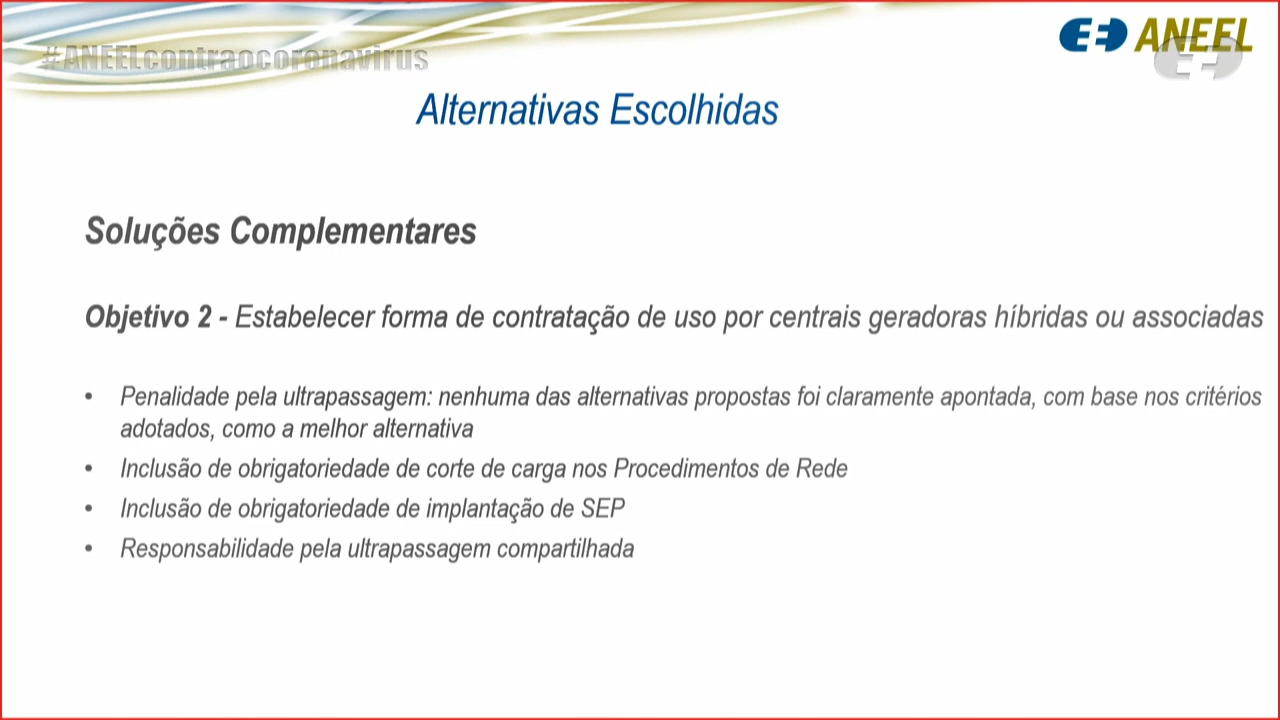 #ANEELcontraocoronavirus
ANEEL
Alternativas Escolhidas
Soluções Complementares
Objetivo 2 - Estabelecer forma de contratação de uso por centrais geradoras híbridas ou associadas
• Penalidade pela ultrapassagem: nenhuma das alternativas propostas foi claramente apontada, com base nos critérios
adotados, como a melhor alternativa
• Inclusão de obrigatoriedade de corte de carga nos Procedimentos de Rede
• Inclusão de obrigatoriedade de implantação de SEP
• Responsabilidade pela ultrapassagem compartilhada